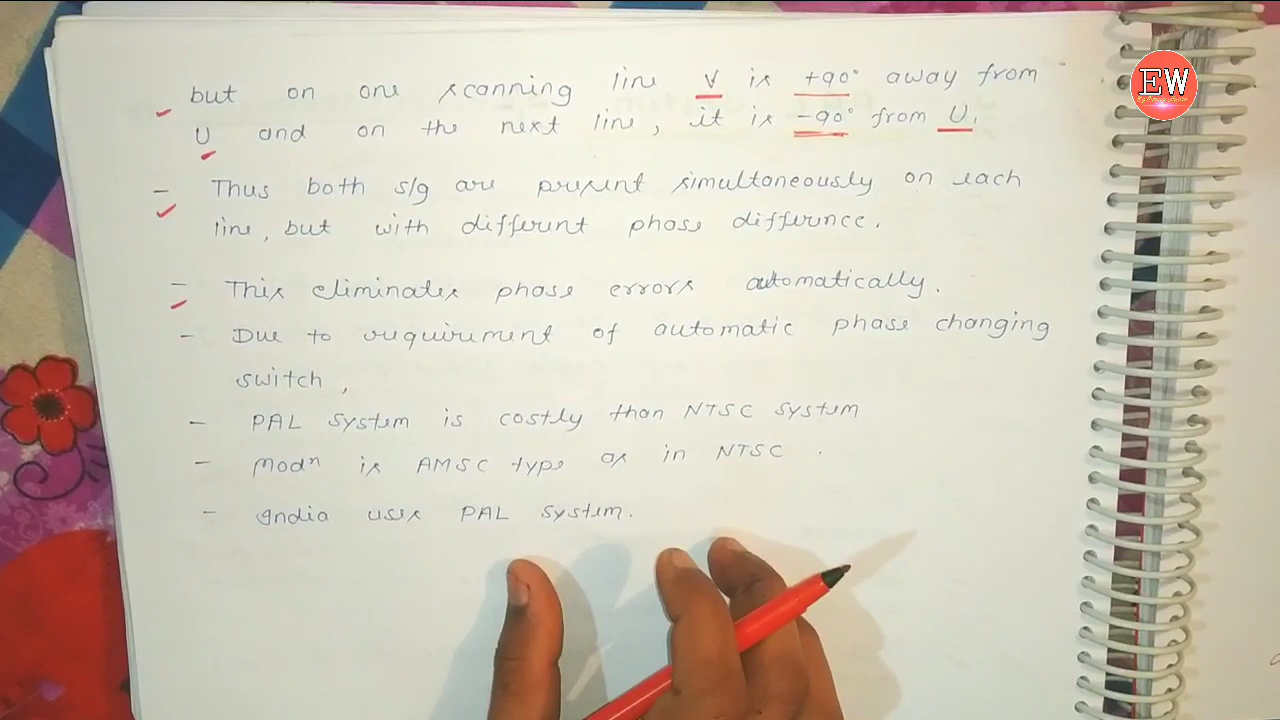 but on one scanning line V is +90° away from
U and on the next line, it is -90° from U.
- Thus both s/g are present simultaneously on each
line, but with different phase differnce.
- This eliminates phase errors automatically.
- Due to requirement of automatic phase changing
switch,
- PAL system is costly than NTSC system
- Modⁿ is AMSC type as in NTSC.
- India uses PAL system.
EW